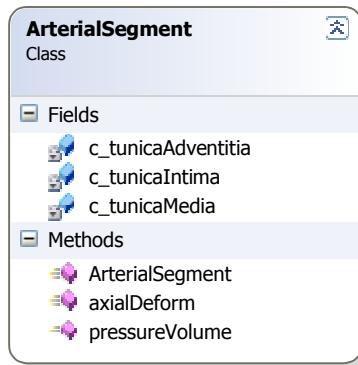 ArterialSegment
Class
Fields
c_tunicaAdventitia
c_tunicaIntima
c_tunicaMedia
Methods
ArterialSegment
axialDeform
pressureVolume